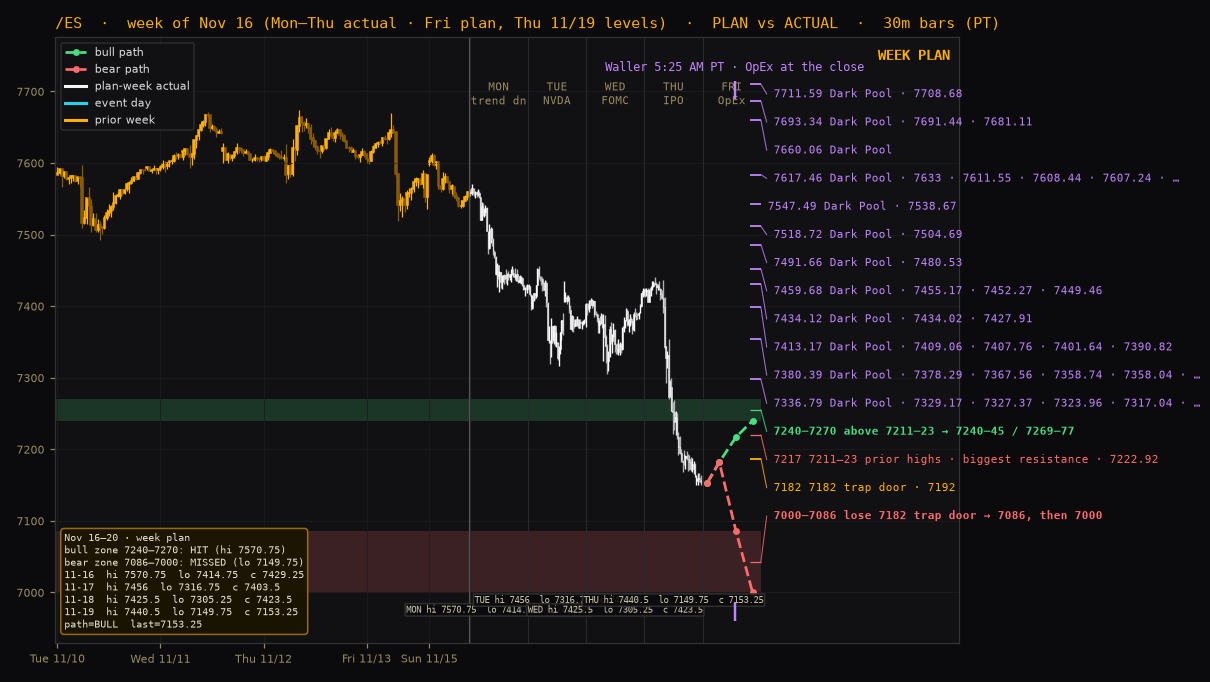 /ES · week of Nov 16 (Mon–Thu actual · Fri plan, Thu 11/19 levels) · PLAN vs ACTUAL · 30m bars (PT)
bull path
bear path
plan-week actual
event day
prior week
WEEK PLAN
Waller 5:25 AM PT · OpEx at the close
MON
trend dn
TUE
NVDA
WED
FOMC
THU
IPO
FRI
OpEx
7700
7600
7500
7400
7300
7200
7100
7000
7711.59 Dark Pool · 7708.68
7693.34 Dark Pool · 7691.44 · 7681.11
7660.06 Dark Pool
7617.46 Dark Pool · 7633 · 7611.55 · 7608.44 · 7607.24 · …
7547.49 Dark Pool · 7538.67
7518.72 Dark Pool · 7504.69
7491.66 Dark Pool · 7480.53
7459.68 Dark Pool · 7455.17 · 7452.27 · 7449.46
7434.12 Dark Pool · 7434.02 · 7427.91
7413.17 Dark Pool · 7409.06 · 7407.76 · 7401.64 · 7390.82
7380.39 Dark Pool · 7378.29 · 7367.56 · 7358.74 · 7358.04 · …
7336.79 Dark Pool · 7329.17 · 7327.37 · 7323.96 · 7317.04 · …
7240–7270 above 7211–23 → 7240–45 / 7269–77
7217 7211–23 prior highs · biggest resistance · 7222.92
7182 7182 trap door · 7192
7000–7086 lose 7182 trap door → 7086, then 7000
Nov 16–20 · week plan
bull zone 7240–7270: HIT (hi 7570.75)
bear zone 7086–7000: MISSED (lo 7149.75)
11-16 hi 7570.75 lo 7414.75 c 7429.25
11-17 hi 7456 lo 7316.75 c 7403.5
11-18 hi 7425.5 lo 7305.25 c 7423.5
11-19 hi 7440.5 lo 7149.75 c 7153.25
path=BULL last=7153.25
TUE hi 7456 lo 7316.
THU hi 7440.5 lo 7149.75 c 7153.25
MON hi 7570.75 lo 7414.
WED hi 7425.5 lo 7305.25 c 7423.5
Tue 11/10
Wed 11/11
Thu 11/12
Fri 11/13
Sun 11/15